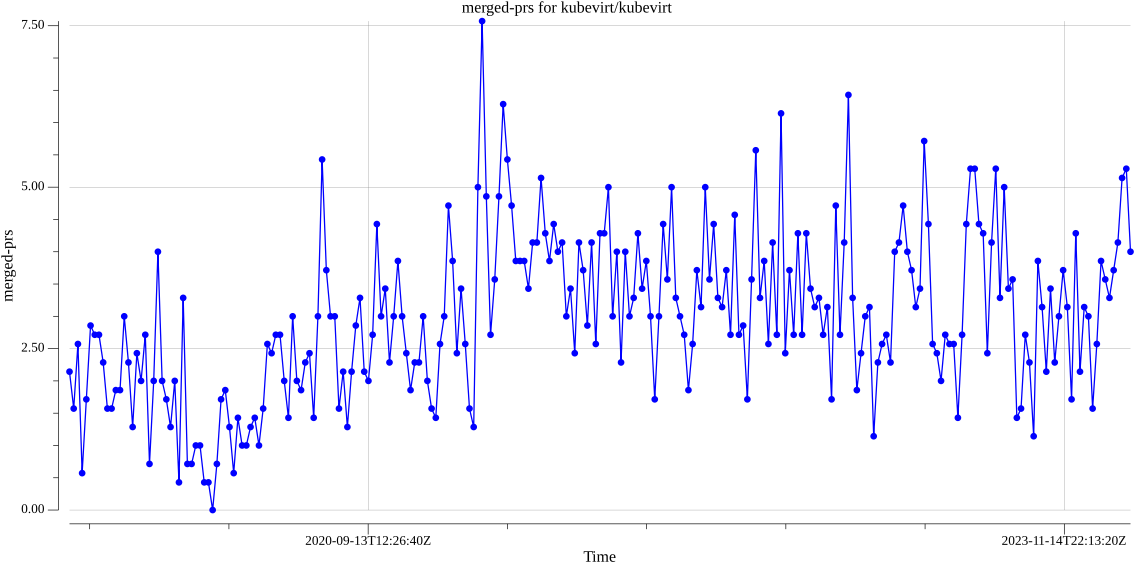 merged-prs for kubevirt/kubevirt
7.50
5.00
2.50
0.00
merged-prs
2020-09-13T12:26:40Z
2023-11-14T22:13:20Z
Time